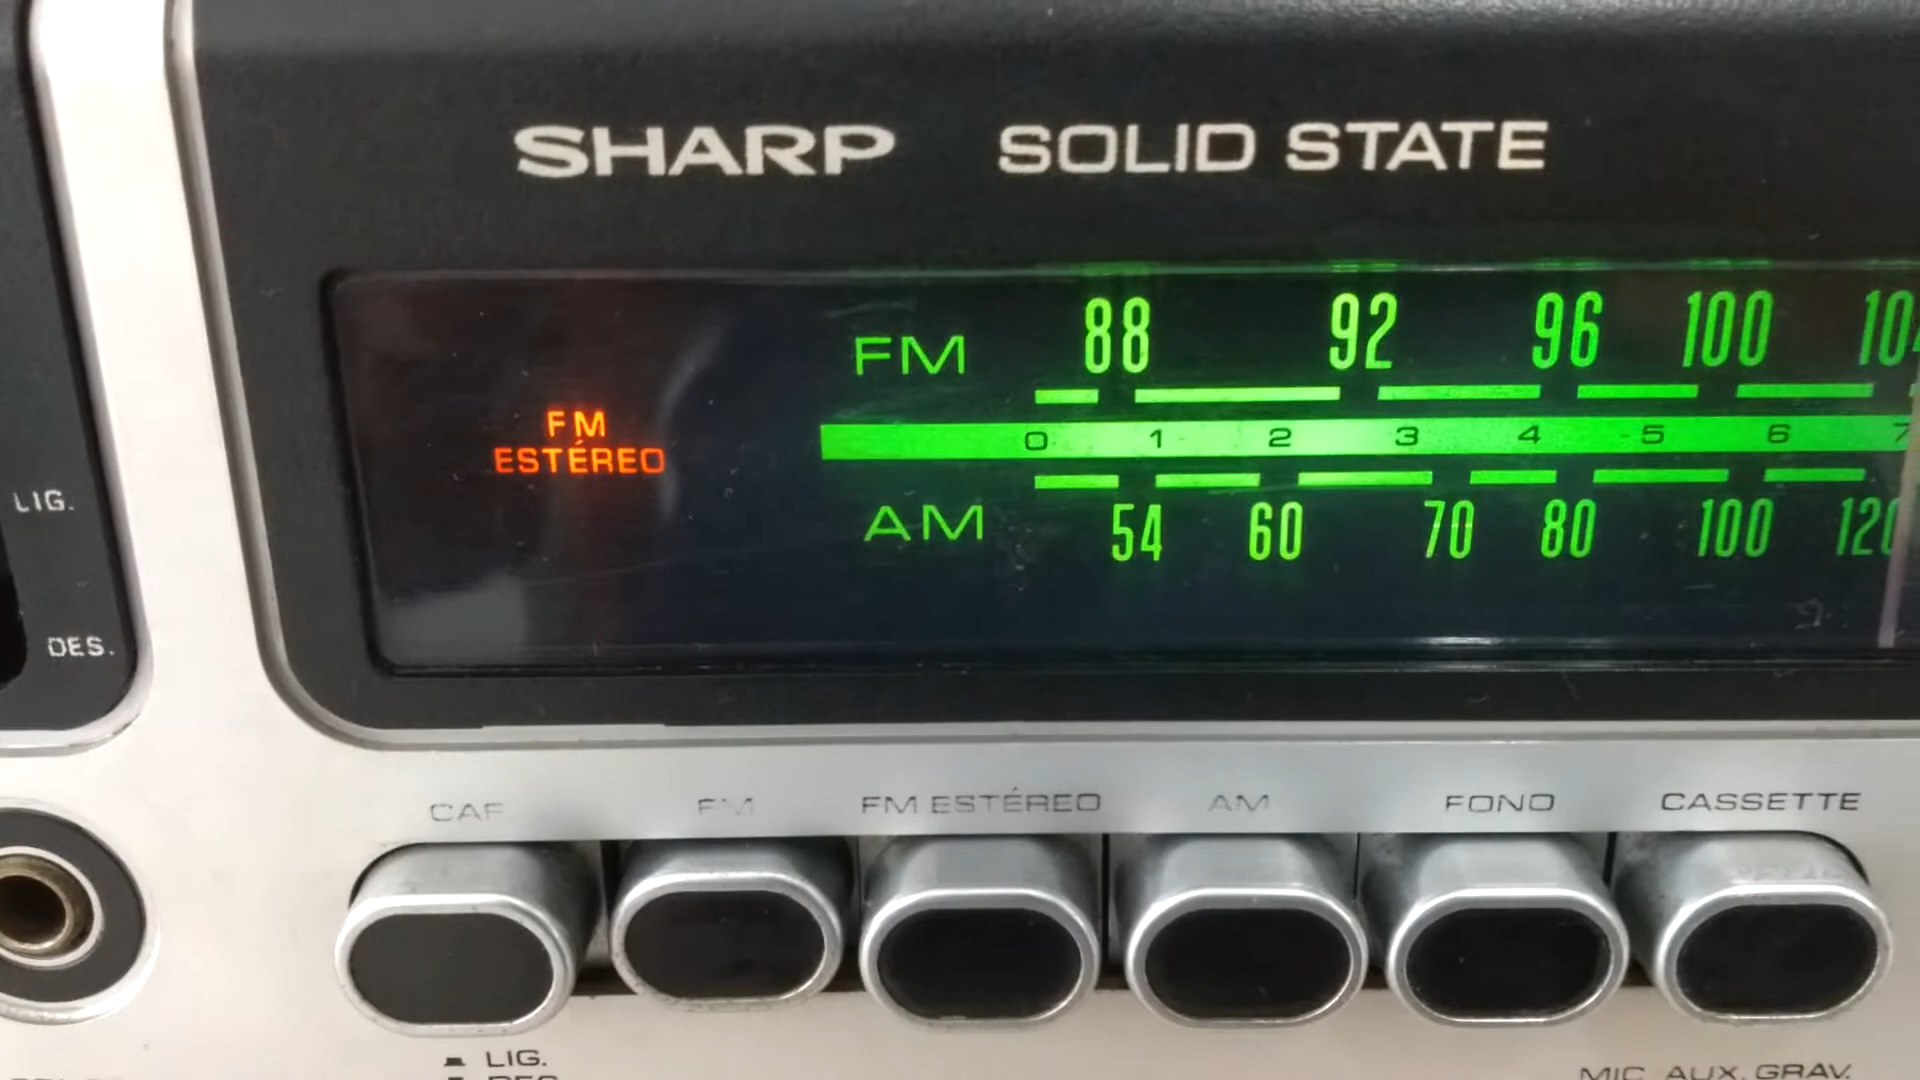 SHARP SOLID STATE
FM 88 92 96 100
FM
ESTÉREO
0 1 2 3 4 5 6 7
AM 54 60 70 80 100 120
LIG.
DES.
CAF FM FM ESTÉREO AM FONO CASSETTE
LIG.
MIC AUX. GRAV.